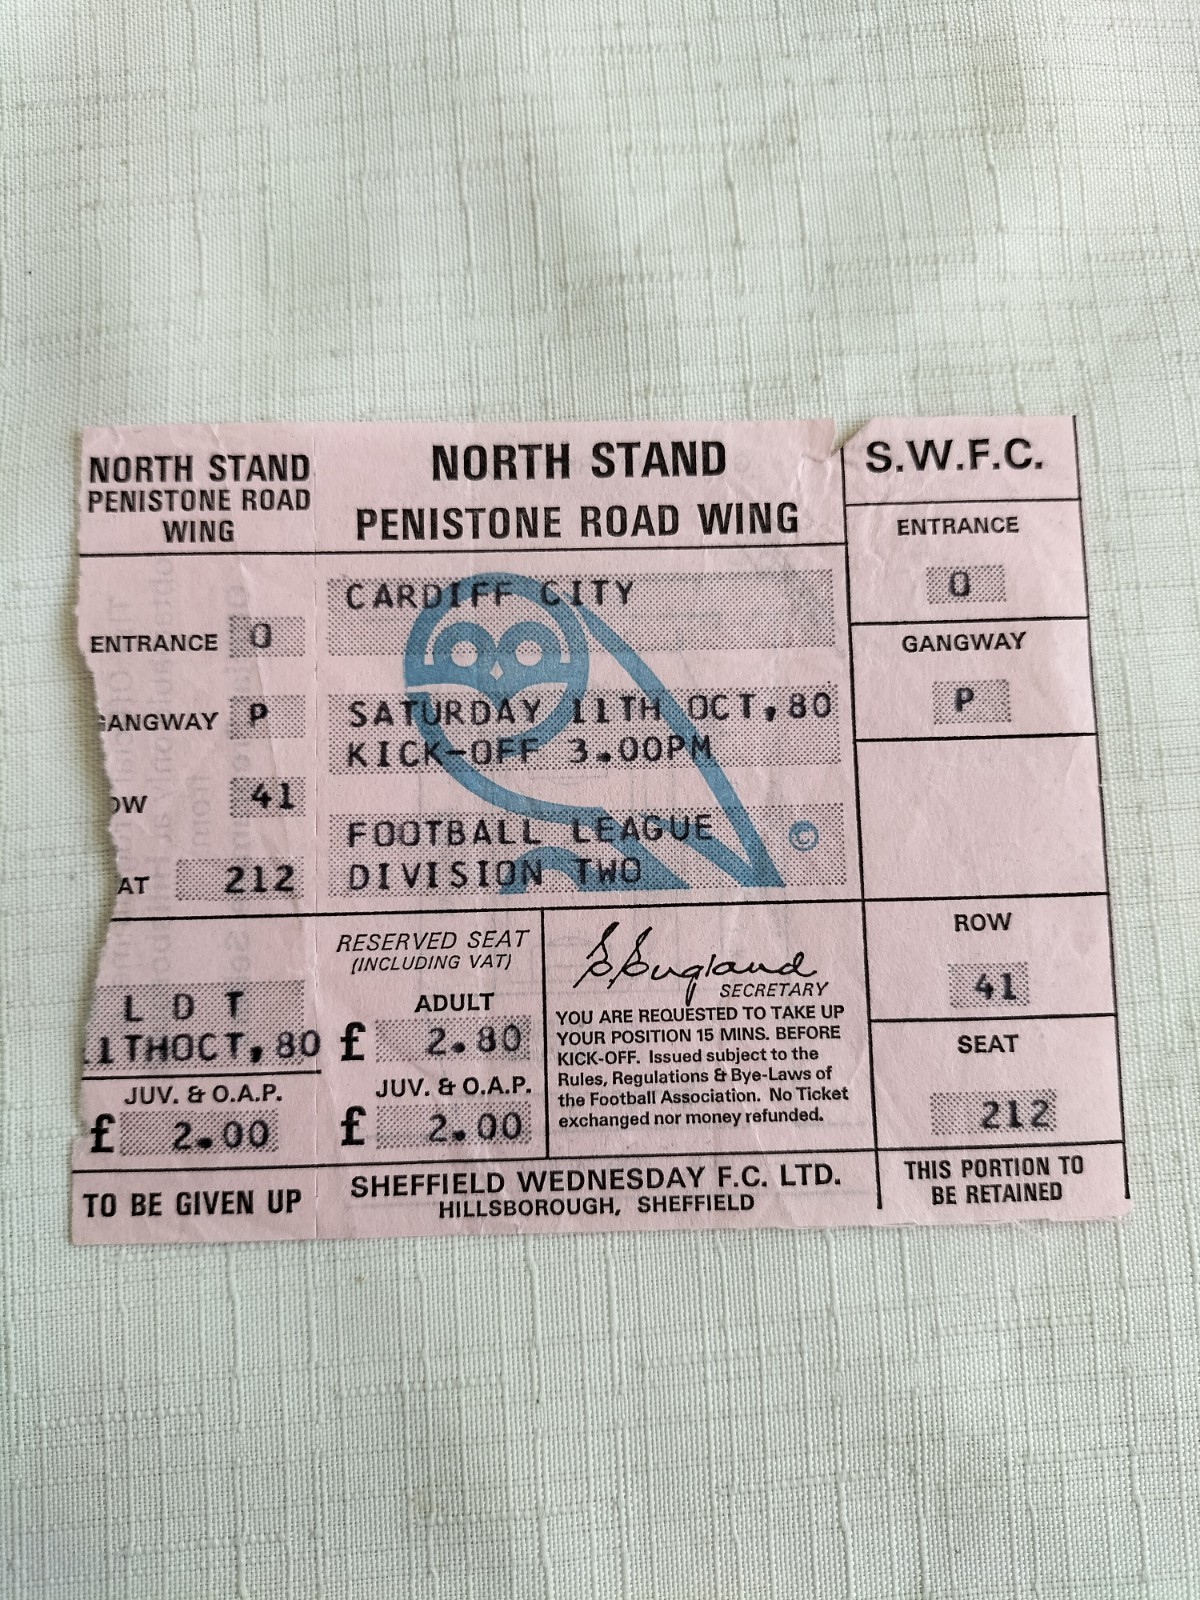 NORTH STAND
PENISTONE ROAD
WING
ENTRANCE O
GANGWAY P
OW 41
AT 212
L D T
11THOCT,80
JUV. & O.A.P.
£ 2.00
TO BE GIVEN UP
NORTH STAND
PENISTONE ROAD WING
CARDIFF CITY
SATURDAY 11TH OCT,80
KICK-OFF 3.00PM
FOOTBALL LEAGUE
DIVISION TWO
©
RESERVED SEAT
(INCLUDING VAT)
ADULT
£ 2.80
JUV. & O.A.P.
£ 2.00
England
SECRETARY
YOU ARE REQUESTED TO TAKE UP
YOUR POSITION 15 MINS. BEFORE
KICK-OFF. Issued subject to the
Rules, Regulations & Bye-Laws of
the Football Association. No Ticket
exchanged nor money refunded.
SHEFFIELD WEDNESDAY F.C. LTD.
HILLSBOROUGH, SHEFFIELD
S.W.F.C.
ENTRANCE
O
GANGWAY
P
ROW
41
SEAT
212
THIS PORTION TO
BE RETAINED